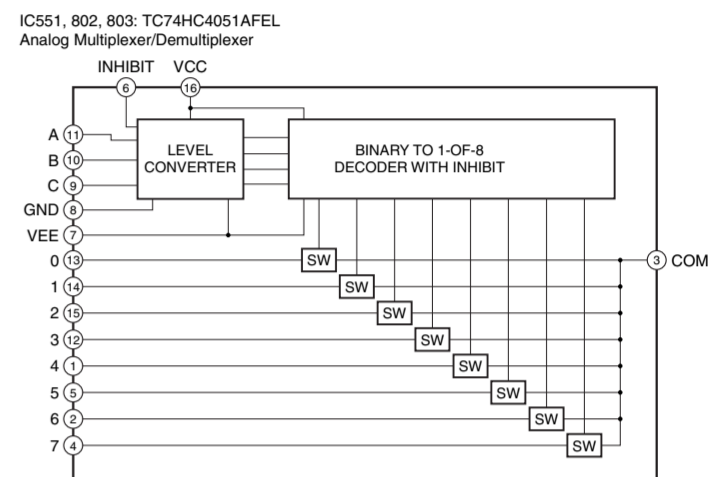 IC551, 802, 803: TC74HC4051AFEL
Analog Multiplexer/Demultiplexer
INHIBIT VCC
6 16
A 11
LEVEL
CONVERTER
BINARY TO 1-OF-8
DECODER WITH INHIBIT
B 10
C 9
GND 8
VEE 7
0 13 SW 3 COM
1 14 SW
2 15 SW
3 12 SW
4 1 SW
5 5 SW
6 2 SW
7 4 SW